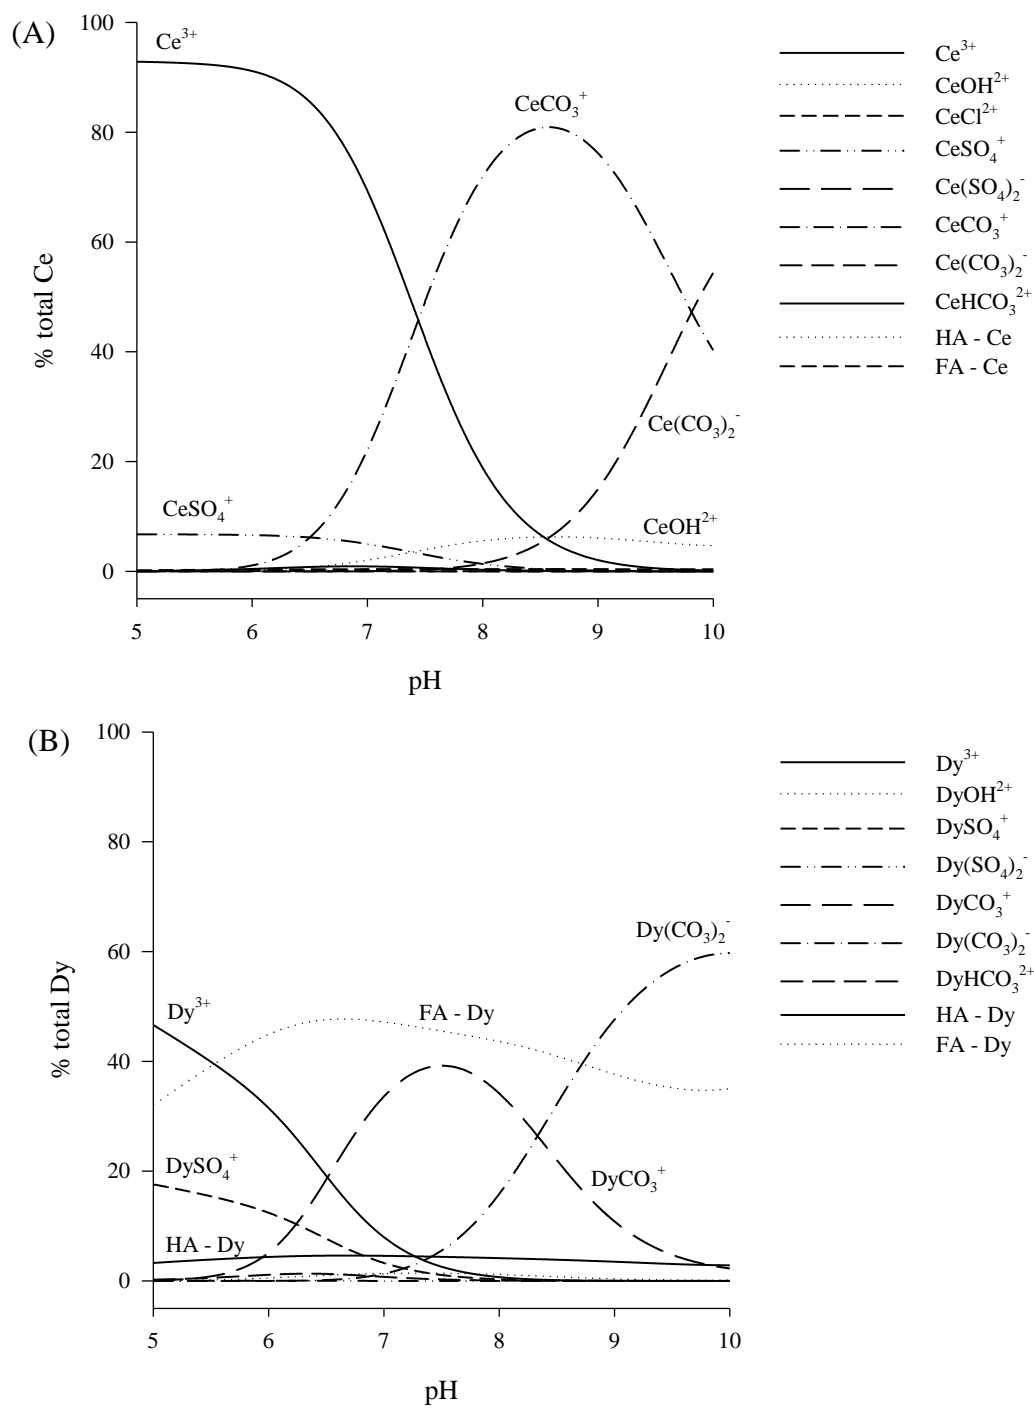 (A)
100
80
60
40
20
0
% total Ce
5 6 7 8 9 10
pH
Ce³⁺
CeCO₃⁺
Ce(CO₃)₂⁻
CeSO₄⁺
CeOH²⁺
Ce³⁺
CeOH²⁺
CeCl²⁺
CeSO₄⁺
Ce(SO₄)₂⁻
CeCO₃⁺
Ce(CO₃)₂⁻
CeHCO₃²⁺
HA - Ce
FA - Ce
(B)
100
80
60
40
20
0
% total Dy
5 6 7 8 9 10
pH
Dy(CO₃)₂⁻
Dy³⁺
FA - Dy
DySO₄⁺
DyCO₃⁺
HA - Dy
Dy³⁺
DyOH²⁺
DySO₄⁺
Dy(SO₄)₂⁻
DyCO₃⁺
Dy(CO₃)₂⁻
DyHCO₃²⁺
HA - Dy
FA - Dy